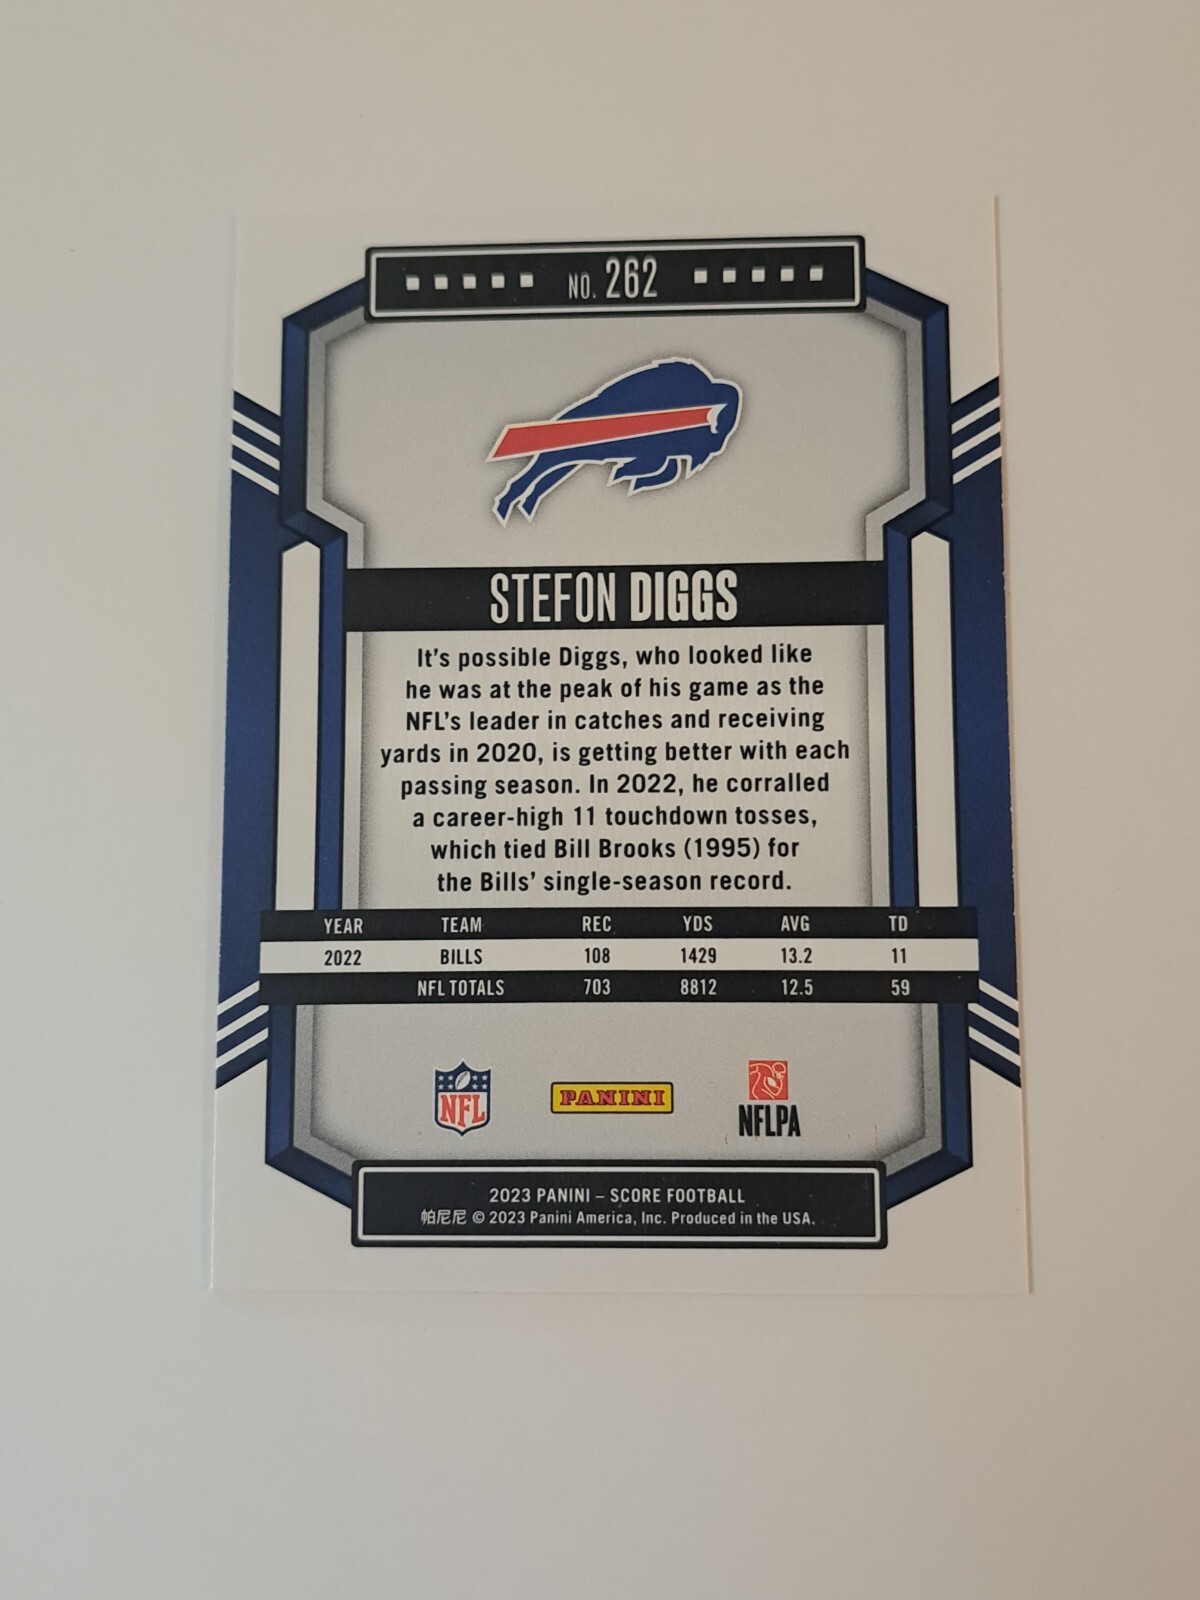 NO. 262
STEFON DIGGS
It's possible Diggs, who looked like
he was at the peak of his game as the
NFL's leader in catches and receiving
yards in 2020, is getting better with each
passing season. In 2022, he corralled
a career-high 11 touchdown tosses,
which tied Bill Brooks (1995) for
the Bills' single-season record.
YEAR TEAM REC YDS AVG TD
2022 BILLS 108 1429 13.2 11
NFL TOTALS 703 8812 12.5 59
NFL PANINI NFLPA
2023 PANINI – SCORE FOOTBALL
帕尼尼 © 2023 Panini America, Inc. Produced in the USA.